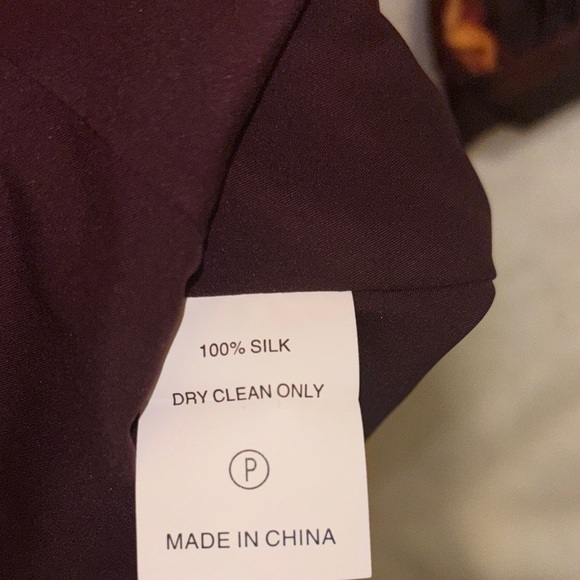 100% SILK
DRY CLEAN ONLY
P
MADE IN CHINA